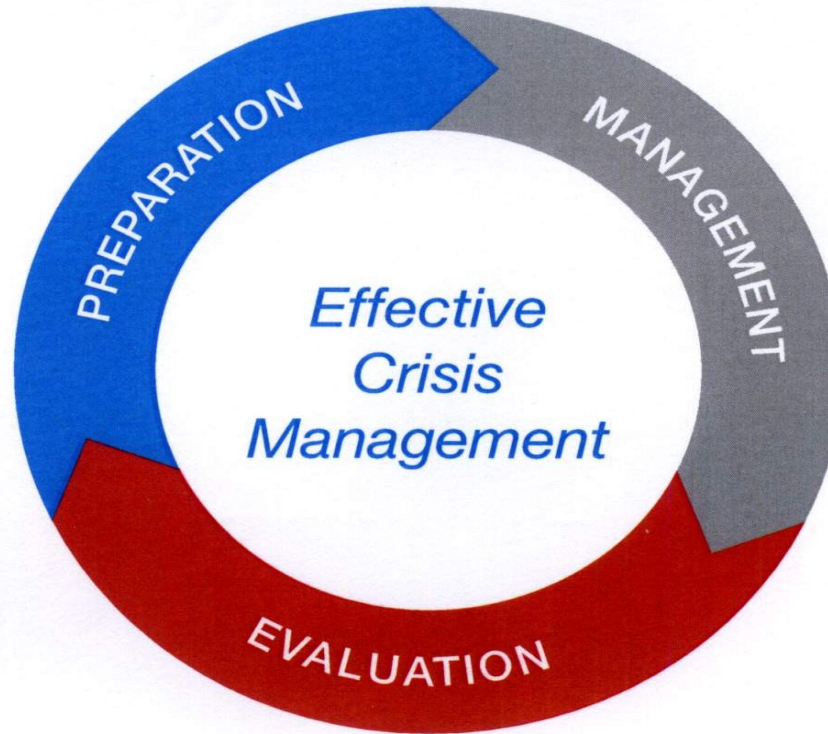 PREPARATION
MANAGEMENT
Effective
Crisis
Management
EVALUATION